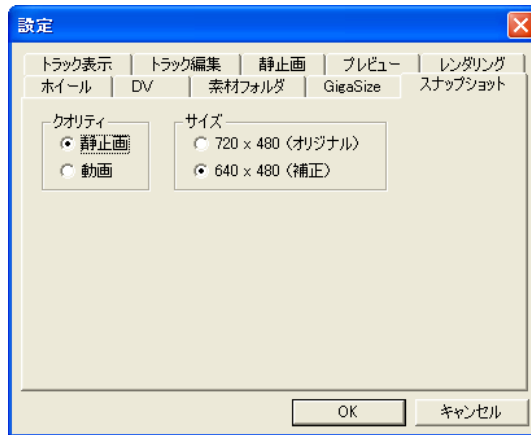 設定
トラック表示 トラック編集 静止画 プレビュー レンダリング
ホイール DV 素材フォルダ GigaSize スナップショット
クオリティ サイズ
静止画 720 x 480 (オリジナル)
動画 640 x 480 (補正)
OK キャンセル